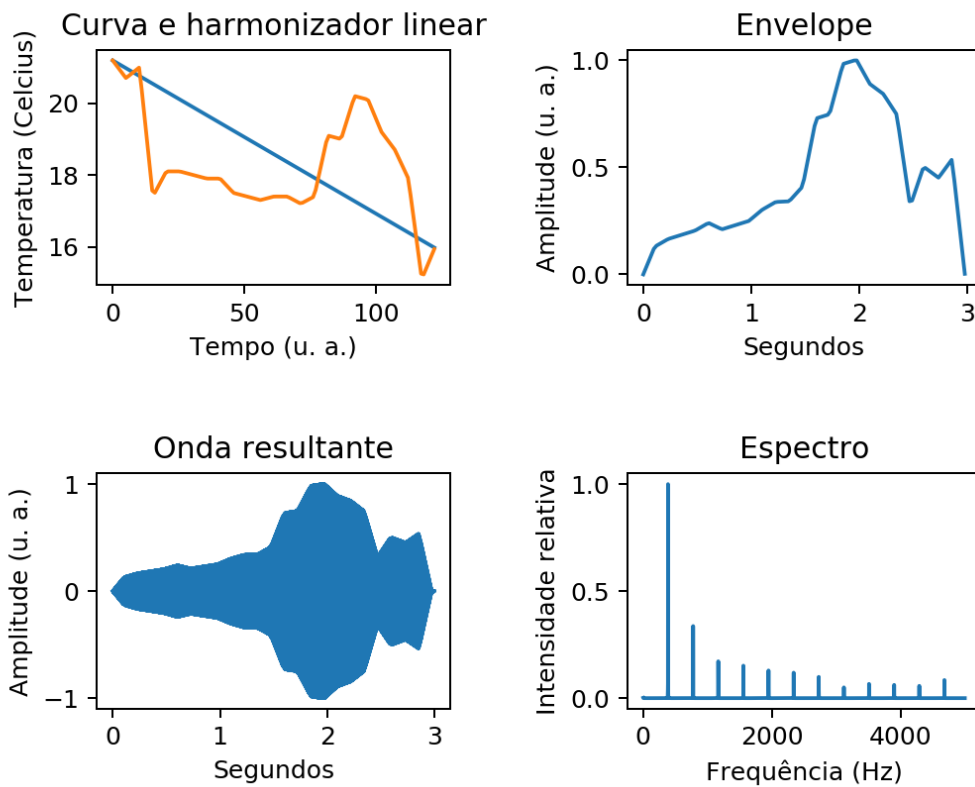 Curva e harmonizador linear
Temperatura (Celcius)
20
18
16
0 50 100
Tempo (u. a.)
Envelope
Amplitude (u. a.)
1.0
0.5
0.0
0 1 2 3
Segundos
Onda resultante
Amplitude (u. a.)
1
0
−1
0 1 2 3
Segundos
Espectro
Intensidade relativa
1.0
0.5
0.0
0 2000 4000
Frequência (Hz)